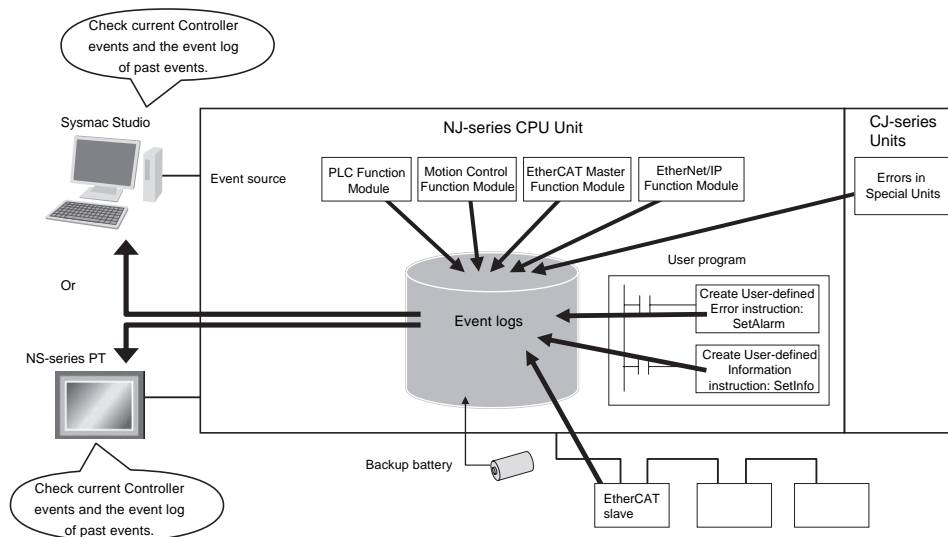 Check current Controller
events and the event log
of past events.
Sysmac Studio
Event source
NJ-series CPU Unit
CJ-series
Units
PLC Function
Module
Motion Control
Function Module
EtherCAT Master
Function Module
EtherNet/IP
Function Module
Errors in
Special Units
Or
Event logs
User program
Create User-defined
Error instruction:
SetAlarm
Create User-defined
Information
instruction: SetInfo
NS-series PT
Backup battery
Check current Controller
events and the event log
of past events.
EtherCAT
slave